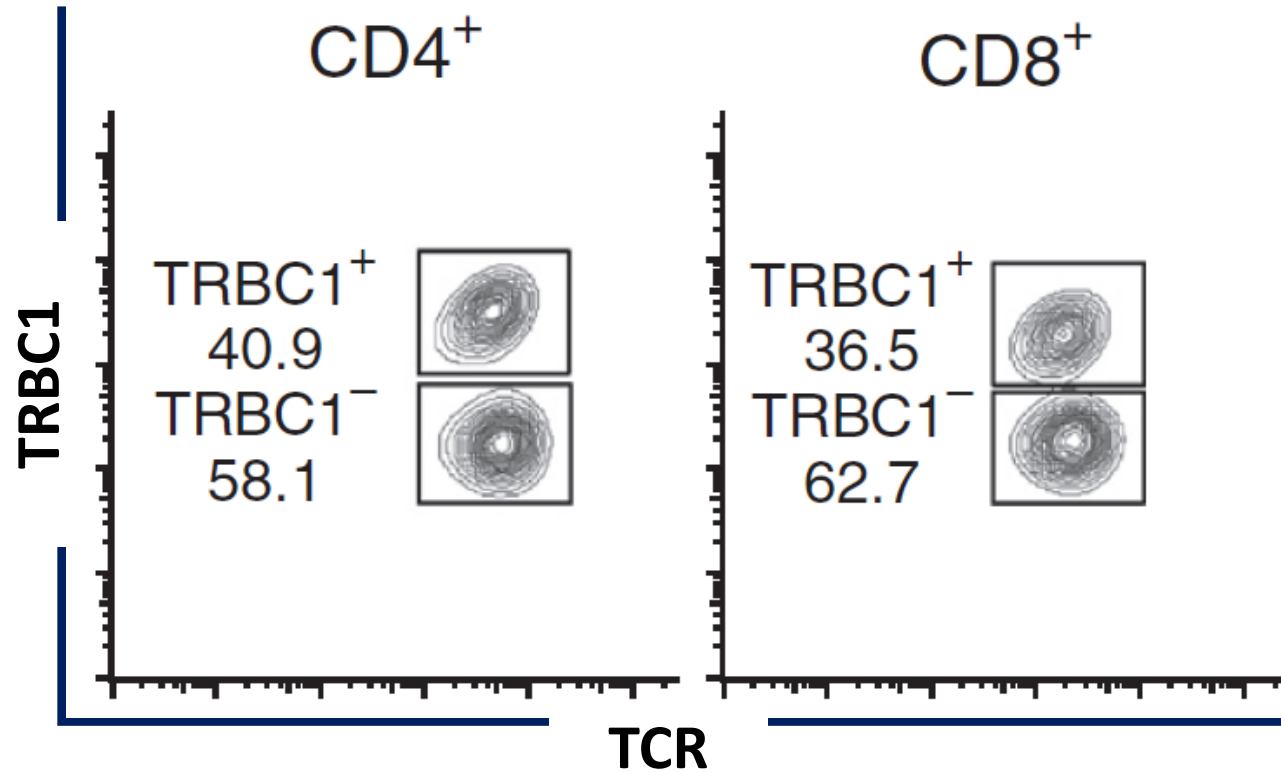 CD4⁺
CD8⁺
TRBC1⁺
40.9
TRBC1⁻
58.1
TRBC1⁺
36.5
TRBC1⁻
62.7
TRBC1
TCR